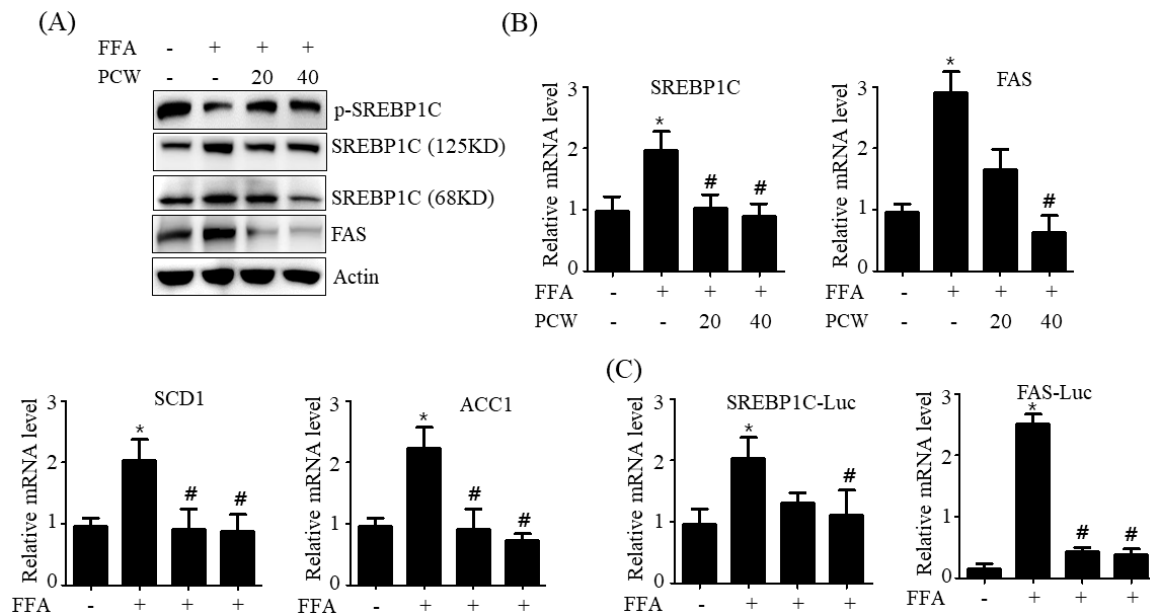 (A)
FFA - + + +
PCW - - 20 40
p-SREBP1C
SREBP1C (125KD)
SREBP1C (68KD)
FAS
Actin
(B)
SREBP1C
Relative mRNA level
3
2
1
0
*
#
#
FFA - + + +
PCW - - 20 40
FAS
Relative mRNA level
3
2
1
0
*
#
FFA - + + +
PCW - - 20 40
SCD1
Relative mRNA level
3
2
1
0
*
#
#
FFA - + + +
ACC1
Relative mRNA level
3
2
1
0
*
#
#
FFA - + + +
(C)
SREBP1C-Luc
Relative mRNA level
3
2
1
0
*
#
FFA - + + +
FAS-Luc
Relative mRNA level
3
2
1
0
*
#
#
FFA - + + +